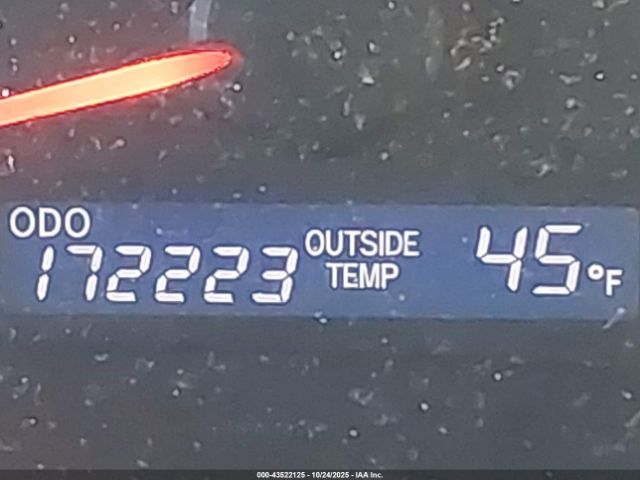 ODO
172223
OUTSIDE
TEMP
45°F
000-43522125 - 10/24/2025 - IAA Inc.